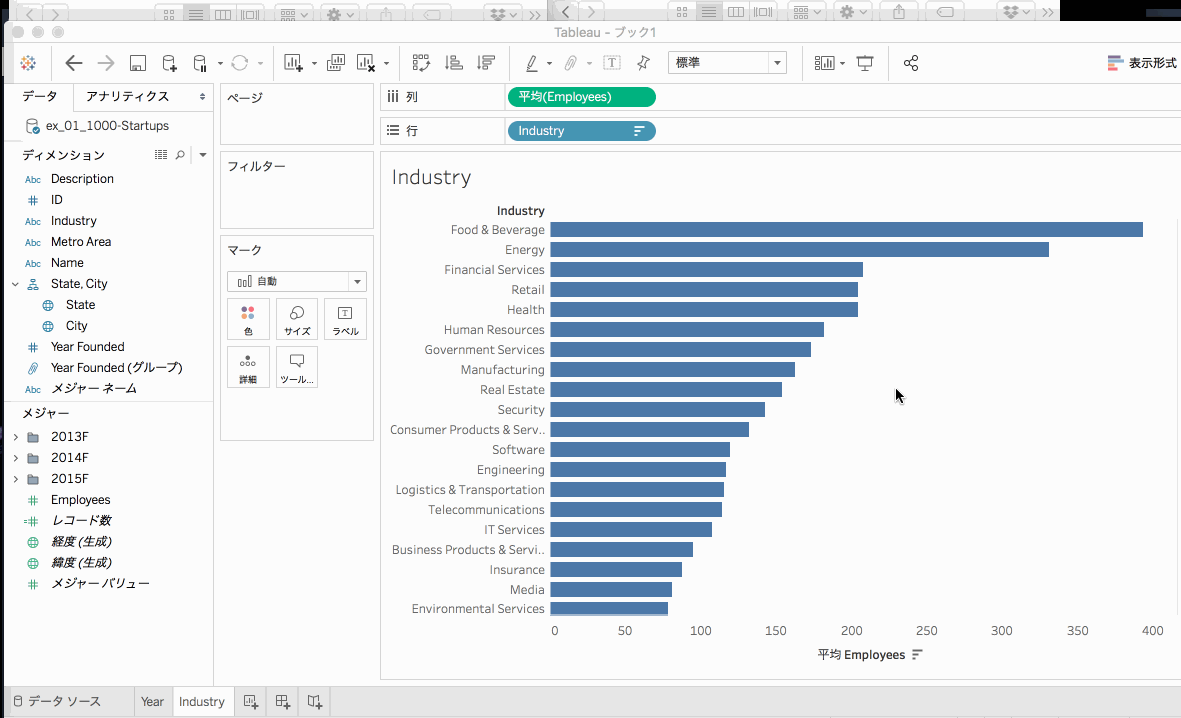 Tableau - ブック1
標準
表示形式
データ
アナリティクス
ex_01_1000-Startups
ディメンション
Abc Description
ID
Abc Industry
Abc Metro Area
Abc Name
State, City
State
City
Year Founded
Year Founded (グループ)
Abc メジャー ネーム
メジャー
2013F
2014F
2015F
Employees
レコード数
経度 (生成)
緯度 (生成)
メジャー バリュー
ページ
フィルター
マーク
自動
色
サイズ
ラベル
詳細
ツール...
列
平均(Employees)
行
Industry
Industry
Industry
Food & Beverage
Energy
Financial Services
Retail
Health
Human Resources
Government Services
Manufacturing
Real Estate
Security
Consumer Products & Serv..
Software
Engineering
Logistics & Transportation
Telecommunications
IT Services
Business Products & Servi..
Insurance
Media
Environmental Services
0 50 100 150 200 250 300 350 400
平均 Employees
データ ソース
Year
Industry